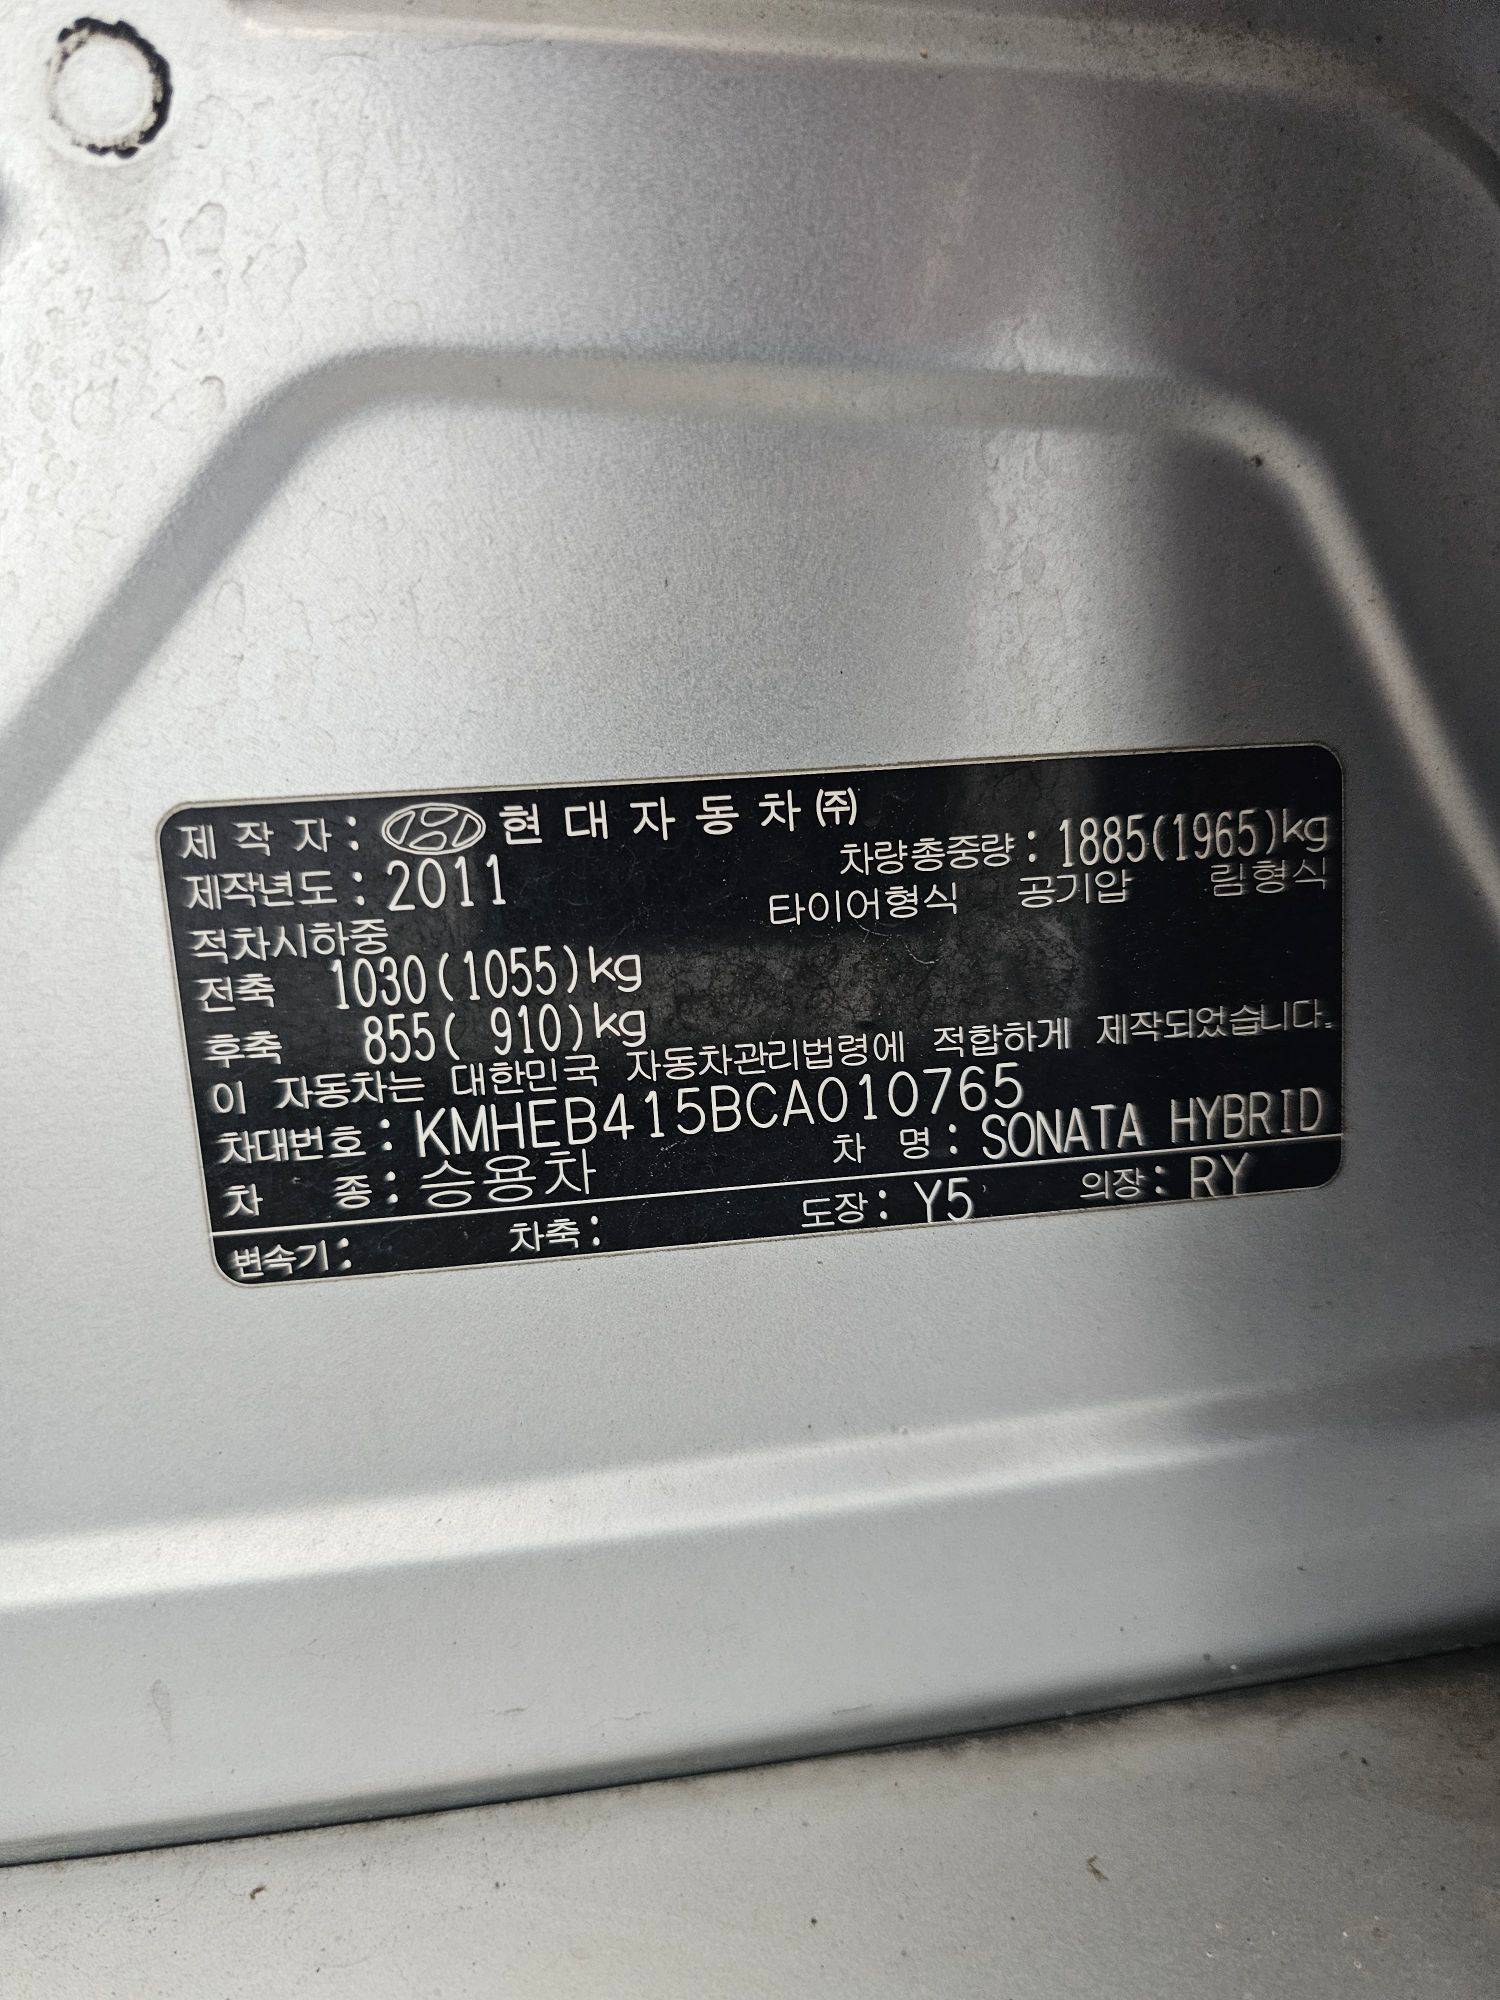 제 작 자 : 현 대 자 동 차 ㈜
제작년도 : 2011 차량총중량 : 1885(1965)kg
적차시하중 타이어형식 공기압 림형식
전축 1030(1055)kg
후축 855( 910)kg
이 자동차는 대한민국 자동차관리법령에 적합하게 제작되었습니다.
차대번호 : KMHEB415BCA010765
차 종 : 승용차 차 명 : SONATA HYBRID
변속기 : 차축 : 도장 : Y5 의장 : RY